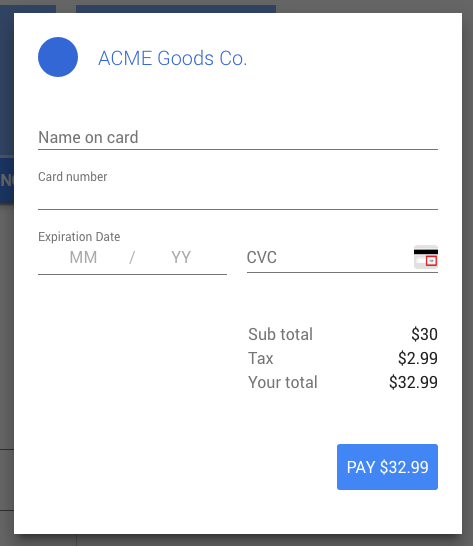 ACME Goods Co.
Name on card
Card number
Expiration Date
MM / YY
CVC
Sub total $30
Tax $2.99
Your total $32.99
PAY $32.99